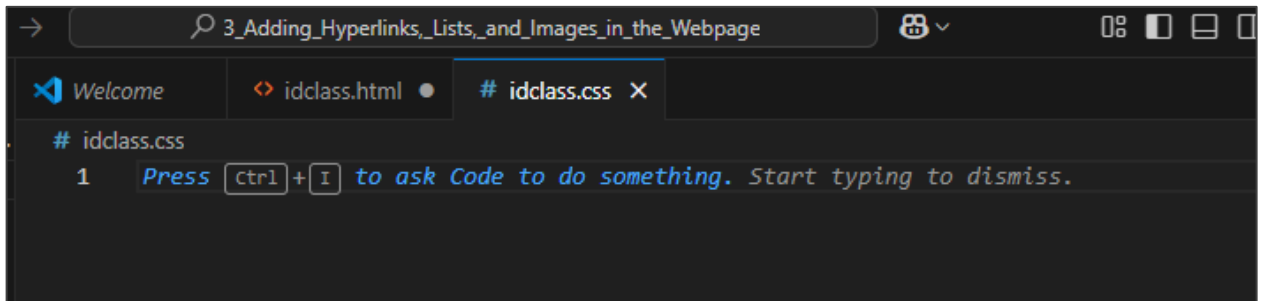 3_Adding_Hyperlinks,_Lists,_and_Images_in_the_Webpage
Welcome idclass.html # idclass.css
# idclass.css
1 Press Ctrl+I to ask Code to do something. Start typing to dismiss.